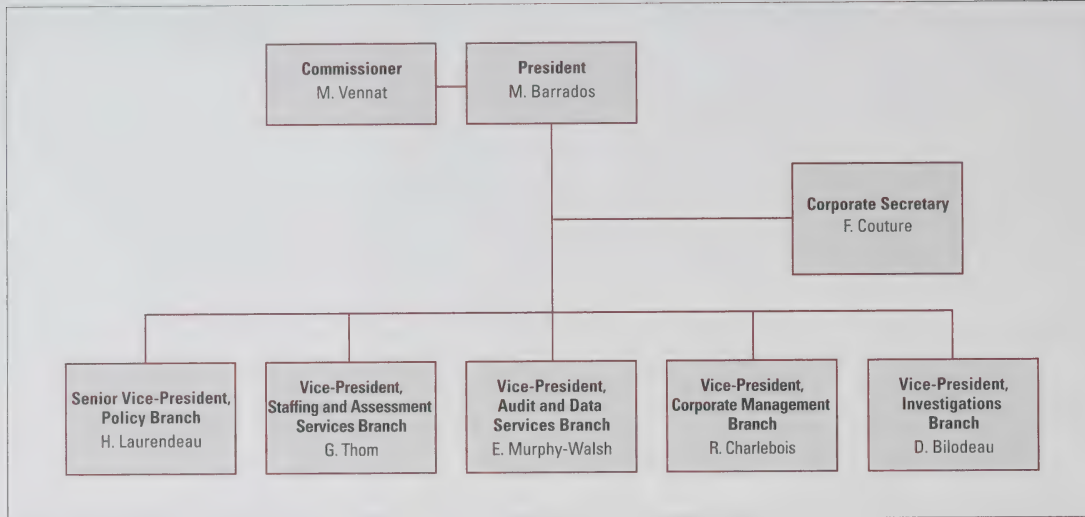 Commissioner
M. Vennat
President
M. Barrados
Corporate Secretary
F. Couture
Senior Vice-President,
Policy Branch
H. Laurendeau
Vice-President,
Staffing and Assessment
Services Branch
G. Thom
Vice-President,
Audit and Data
Services Branch
E. Murphy-Walsh
Vice-President,
Corporate Management
Branch
R. Charlebois
Vice-President,
Investigations
Branch
D. Bilodeau